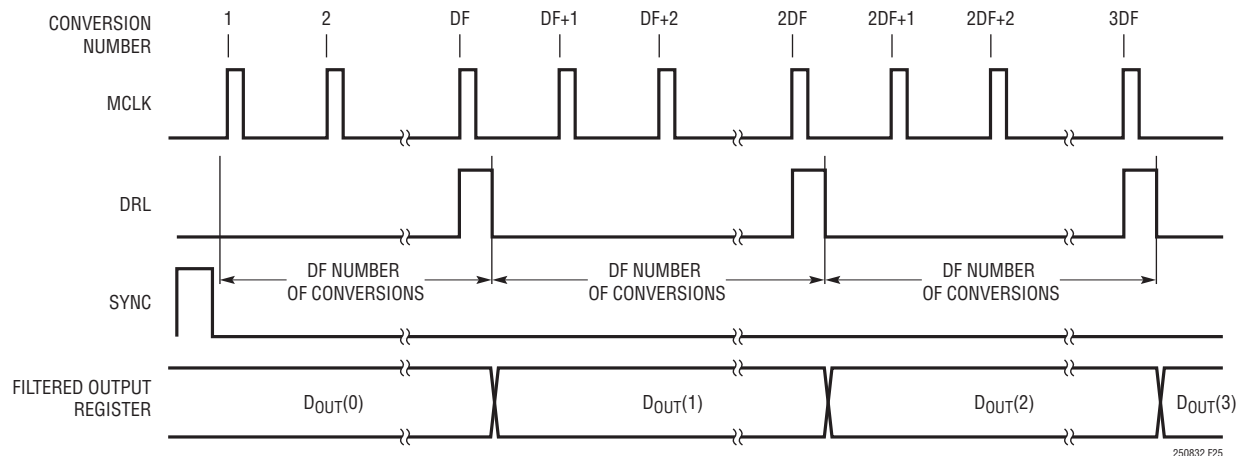 CONVERSION
NUMBER
1 2 DF DF+1 DF+2 2DF 2DF+1 2DF+2 3DF
MCLK
DRL
DF NUMBER
OF CONVERSIONS
DF NUMBER
OF CONVERSIONS
DF NUMBER
OF CONVERSIONS
SYNC
FILTERED OUTPUT
REGISTER
DOUT(0) DOUT(1) DOUT(2) DOUT(3)
250832 F25